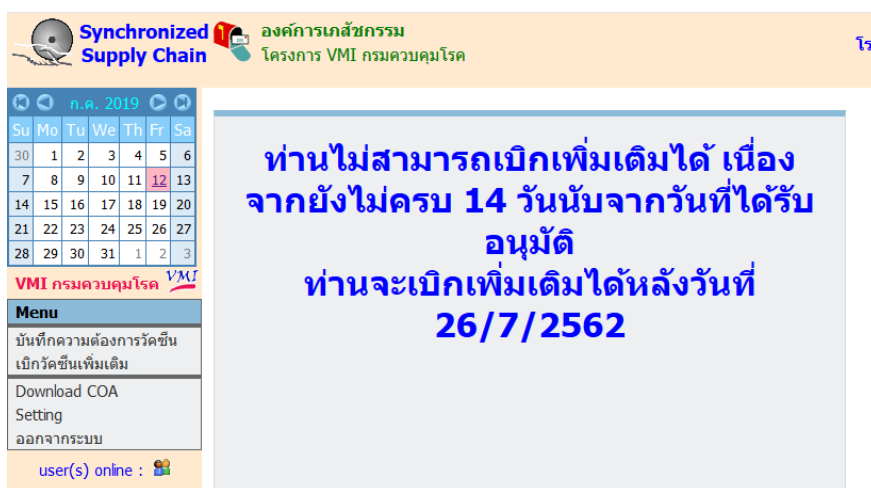 Synchronized
Supply Chain
องค์การเภสัชกรรม
โครงการ VMI กรมควบคุมโรค
โร
ก.ค. 2019
Su Mo Tu We Th Fr Sa
30 1 2 3 4 5 6
7 8 9 10 11 12 13
14 15 16 17 18 19 20
21 22 23 24 25 26 27
28 29 30 31 1 2 3
VMI กรมควบคุมโรค VMI
Menu
บันทึกความต้องการวัคซีน
เบิกวัคซีนเพิ่มเติม
Download COA
Setting
ออกจากระบบ
user(s) online :
ท่านไม่สามารถเบิกเพิ่มเติมได้ เนื่อง
จากยังไม่ครบ 14 วันนับจากวันที่ได้รับ
อนุมัติ
ท่านจะเบิกเพิ่มเติมได้หลังวันที่
26/7/2562